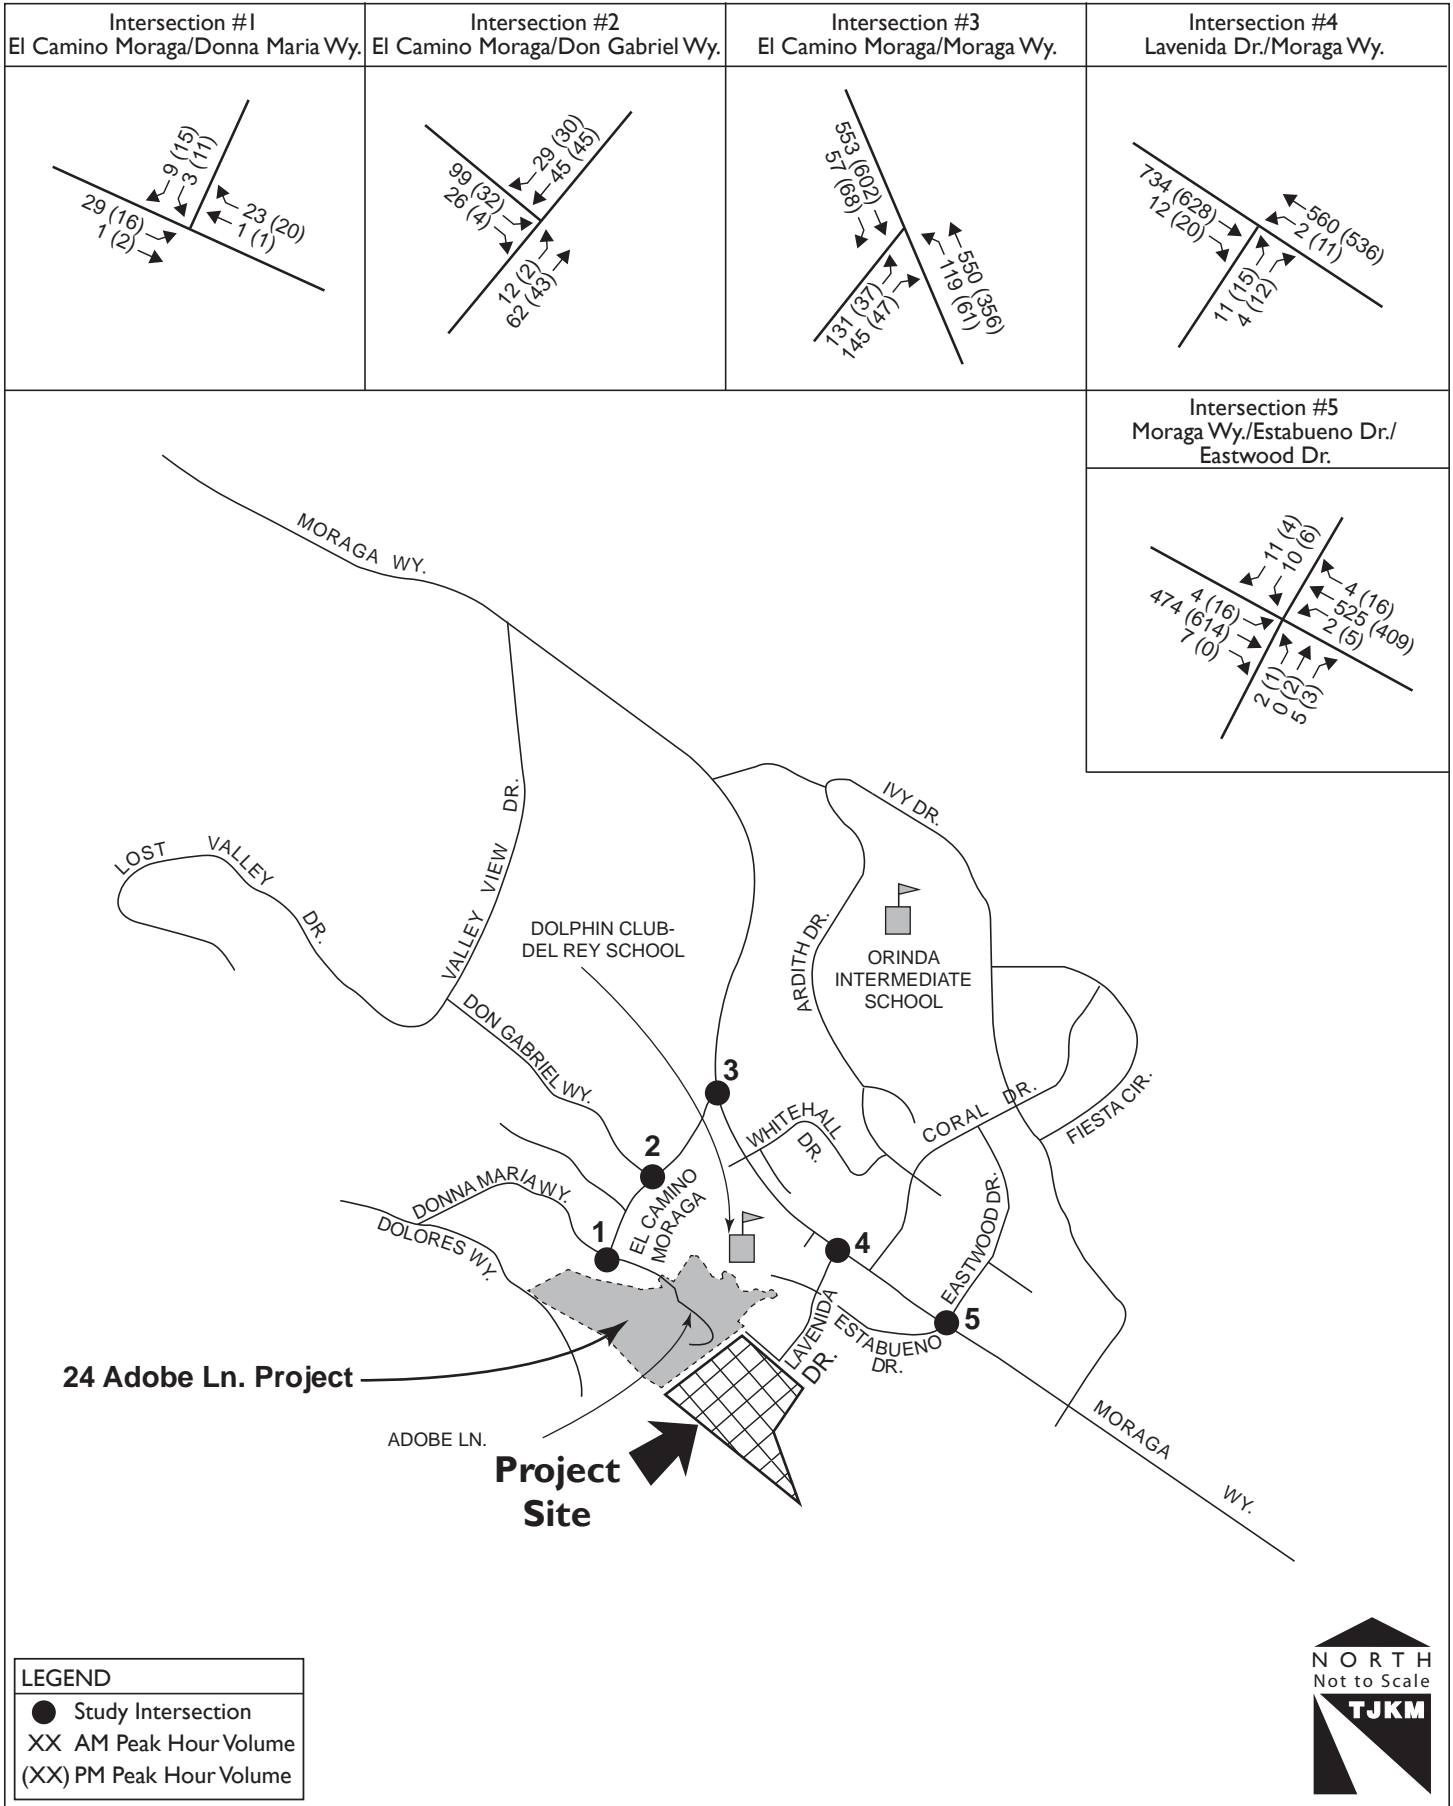 Intersection #1
El Camino Moraga/Donna Maria Wy.
Intersection #2
El Camino Moraga/Don Gabriel Wy.
Intersection #3
El Camino Moraga/Moraga Wy.
Intersection #4
Lavenida Dr./Moraga Wy.
9 (15)
3 (11)
29 (16)
1 (2)
23 (20)
1 (1)
29 (30)
45 (45)
99 (32)
26 (4)
12 (2)
62 (43)
553 (602)
57 (68)
550 (356)
119 (61)
131 (37)
145 (47)
734 (628)
12 (20)
560 (536)
2 (11)
11 (15)
4 (12)
Intersection #5
Moraga Wy./Estabueno Dr./
Eastwood Dr.
11 (4)
10 (6)
4 (16)
474 (614)
7 (0)
4 (16)
525 (409)
2 (5)
2 (1)
0 (2)
5 (3)
MORAGA WY.
VALLEY VIEW DR.
LOST VALLEY DR.
IVY DR.
DOLPHIN CLUB-
DEL REY SCHOOL
ARDITH DR.
ORINDA
INTERMEDIATE
SCHOOL
DON GABRIEL WY.
3
WHITEHALL
DR.
CORAL DR.
FIESTA CIR.
2
DONNA MARIA WY.
EL CAMINO
MORAGA
DOLORES WY.
1
4
EASTWOOD DR.
5
LAVENIDA
DR.
ESTABUENO
DR.
24 Adobe Ln. Project
ADOBE LN.
MORAGA WY.
Project
Site
LEGEND
Study Intersection
XX AM Peak Hour Volume
(XX) PM Peak Hour Volume
NORTH
Not to Scale
TJKM